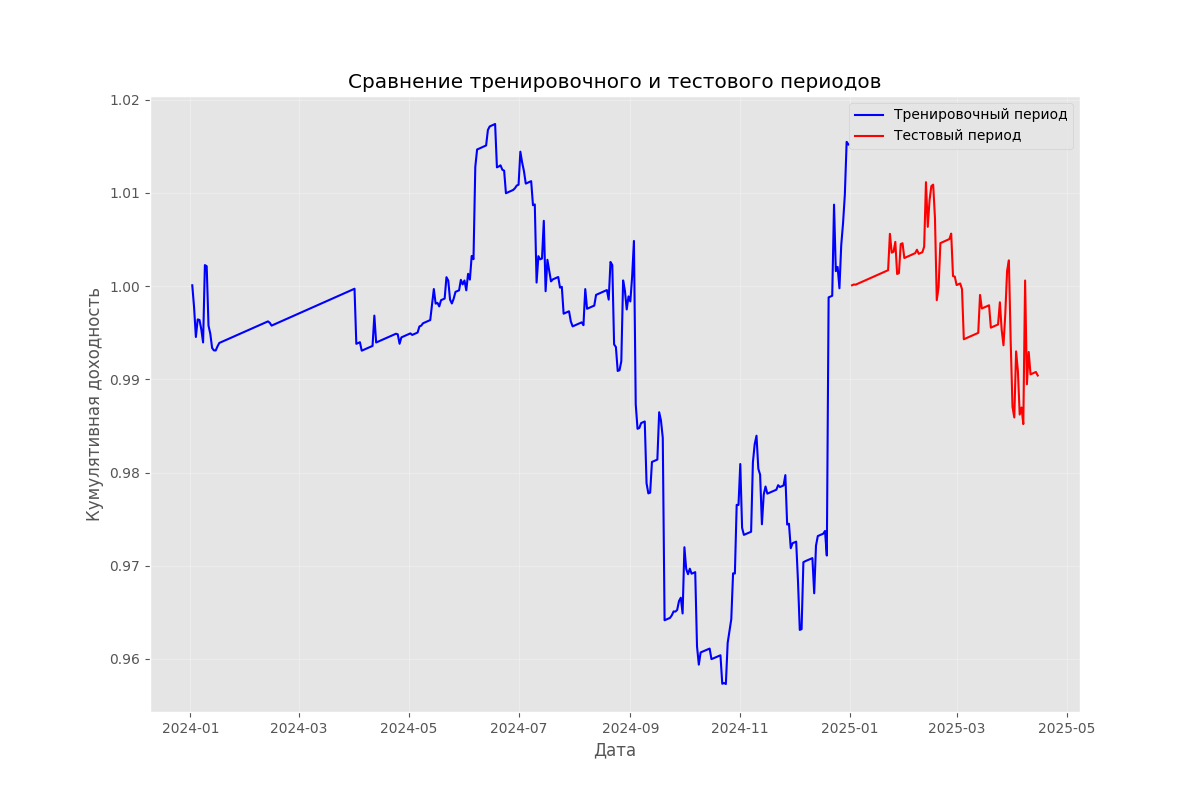 Сравнение тренировочного и тестового периодов
1.02
1.01
1.00
0.99
0.98
0.97
0.96
Кумулятивная доходность
Тренировочный период
Тестовый период
2024-01 2024-03 2024-05 2024-07 2024-09 2024-11 2025-01 2025-03 2025-05
Дата